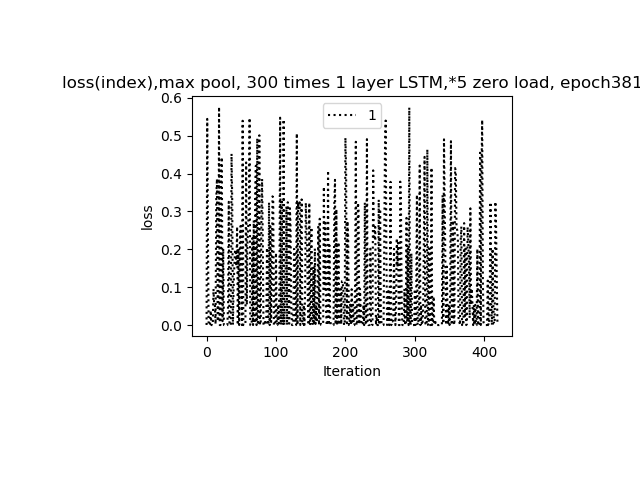 loss(index),max pool, 300 times 1 layer LSTM,*5 zero load, epoch381
0.6
0.5
0.4
0.3
0.2
0.1
0.0
loss
1
0 100 200 300 400
Iteration